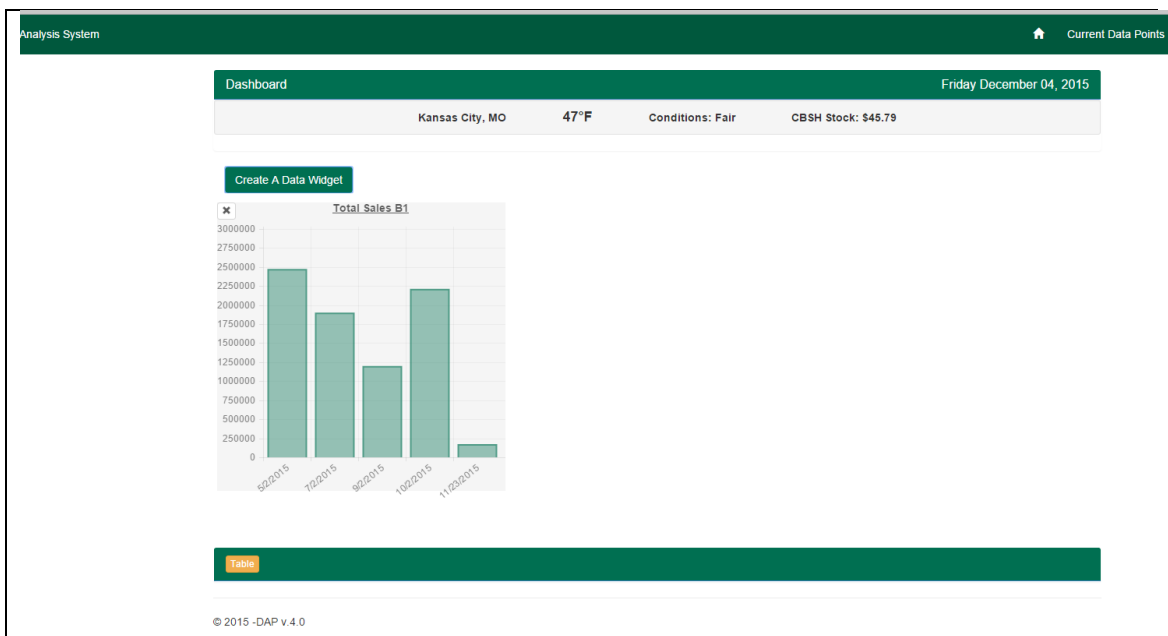 Analysis System Current Data Points
Dashboard Friday December 04, 2015
Kansas City, MO 47°F Conditions: Fair CBSH Stock: $45.79
Create A Data Widget
Total Sales B1
3000000
2750000
2500000
2250000
2000000
1750000
1500000
1250000
1000000
750000
500000
250000
0
5/2/2015 7/2/2015 9/2/2015 10/2/2015 11/23/2015
Table
© 2015 -DAP v.4.0